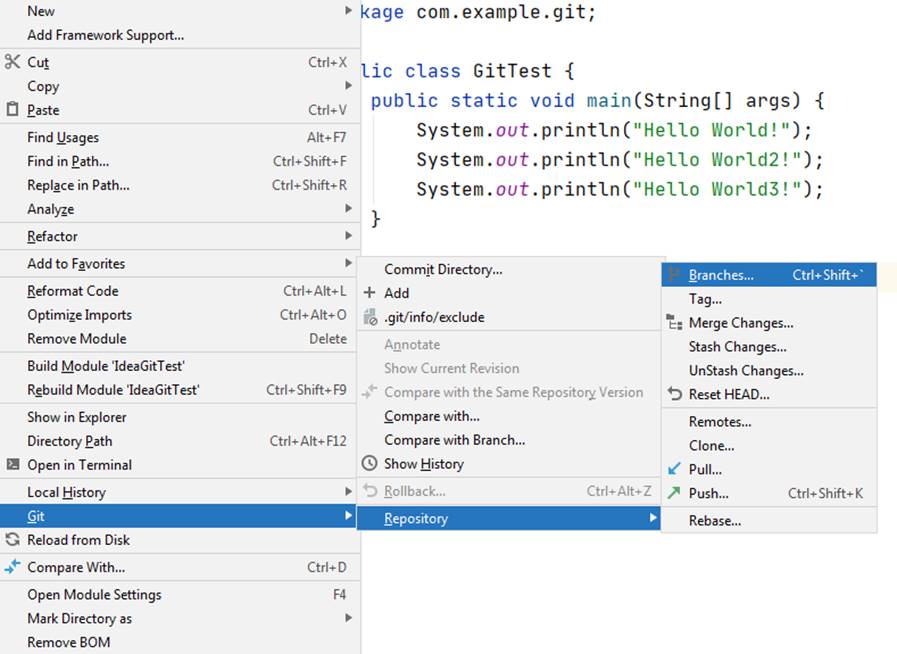 New
Add Framework Support...
Cut Ctrl+X
Copy
Paste Ctrl+V
Find Usages Alt+F7
Find in Path... Ctrl+Shift+F
Replace in Path... Ctrl+Shift+R
Analyze
Refactor
Add to Favorites
Reformat Code Ctrl+Alt+L
Optimize Imports Ctrl+Alt+O
Remove Module Delete
Build Module 'IdeaGitTest'
Rebuild Module 'IdeaGitTest' Ctrl+Shift+F9
Show in Explorer
Directory Path Ctrl+Alt+F12
Open in Terminal
Local History
Git
Reload from Disk
Compare With... Ctrl+D
Open Module Settings F4
Mark Directory as
Remove BOM
kage com.example.git;
lic class GitTest {
public static void main(String[] args) {
System.out.println("Hello World!");
System.out.println("Hello World2!");
System.out.println("Hello World3!");
}
Commit Directory...
Add
.git/info/exclude
Annotate
Show Current Revision
Compare with the Same Repository Version
Compare with...
Compare with Branch...
Show History
Rollback... Ctrl+Alt+Z
Repository
Branches... Ctrl+Shift+`
Tag...
Merge Changes...
Stash Changes...
UnStash Changes...
Reset HEAD...
Remotes...
Clone...
Pull...
Push... Ctrl+Shift+K
Rebase...